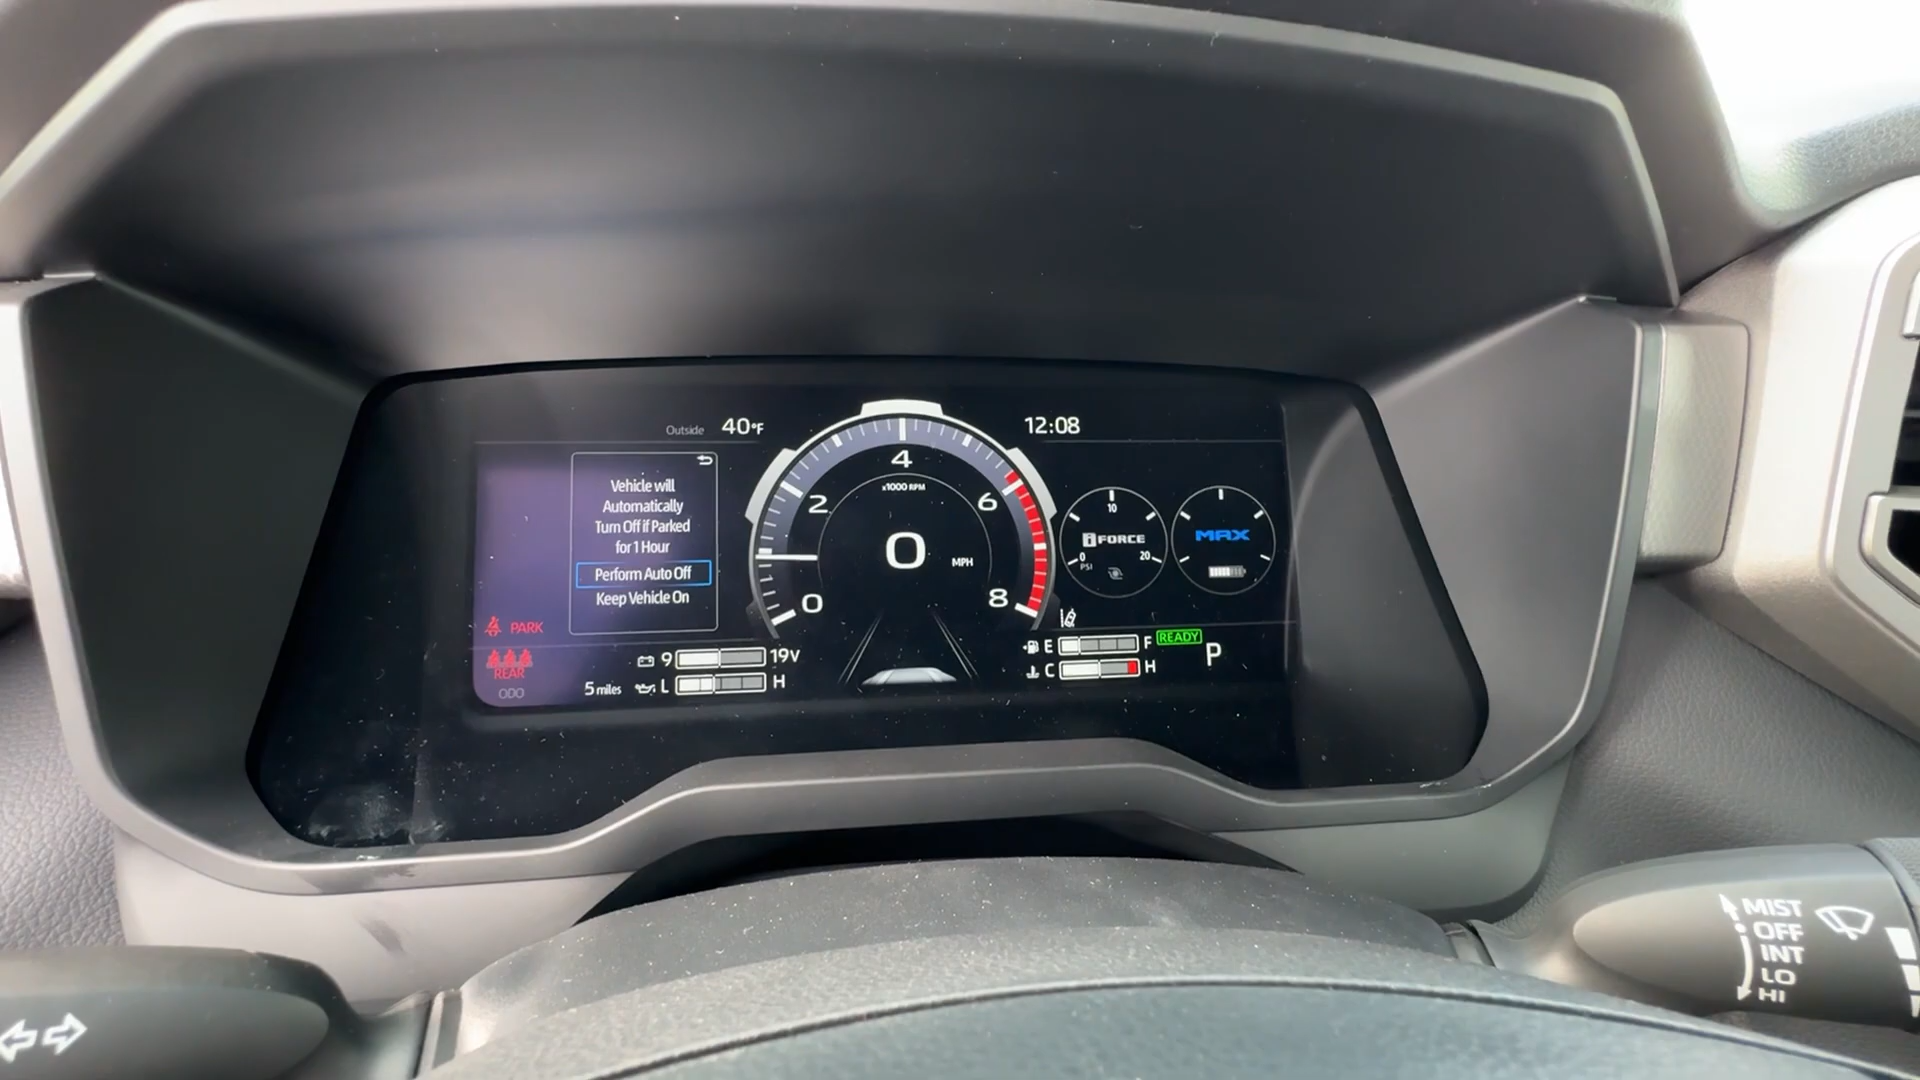 Outside 40°F
12:08
Vehicle will
Automatically
Turn Off if Parked
for 1 Hour
Perform Auto Off
Keep Vehicle On
PARK
REAR
ODO
5 miles
9 19V
L H
0
2
4
6
8
x1000 RPM
0 MPH
10
iFORCE
0 20
PSI
MAX
E F
READY
C H
P
MIST
OFF
INT
LO
HI